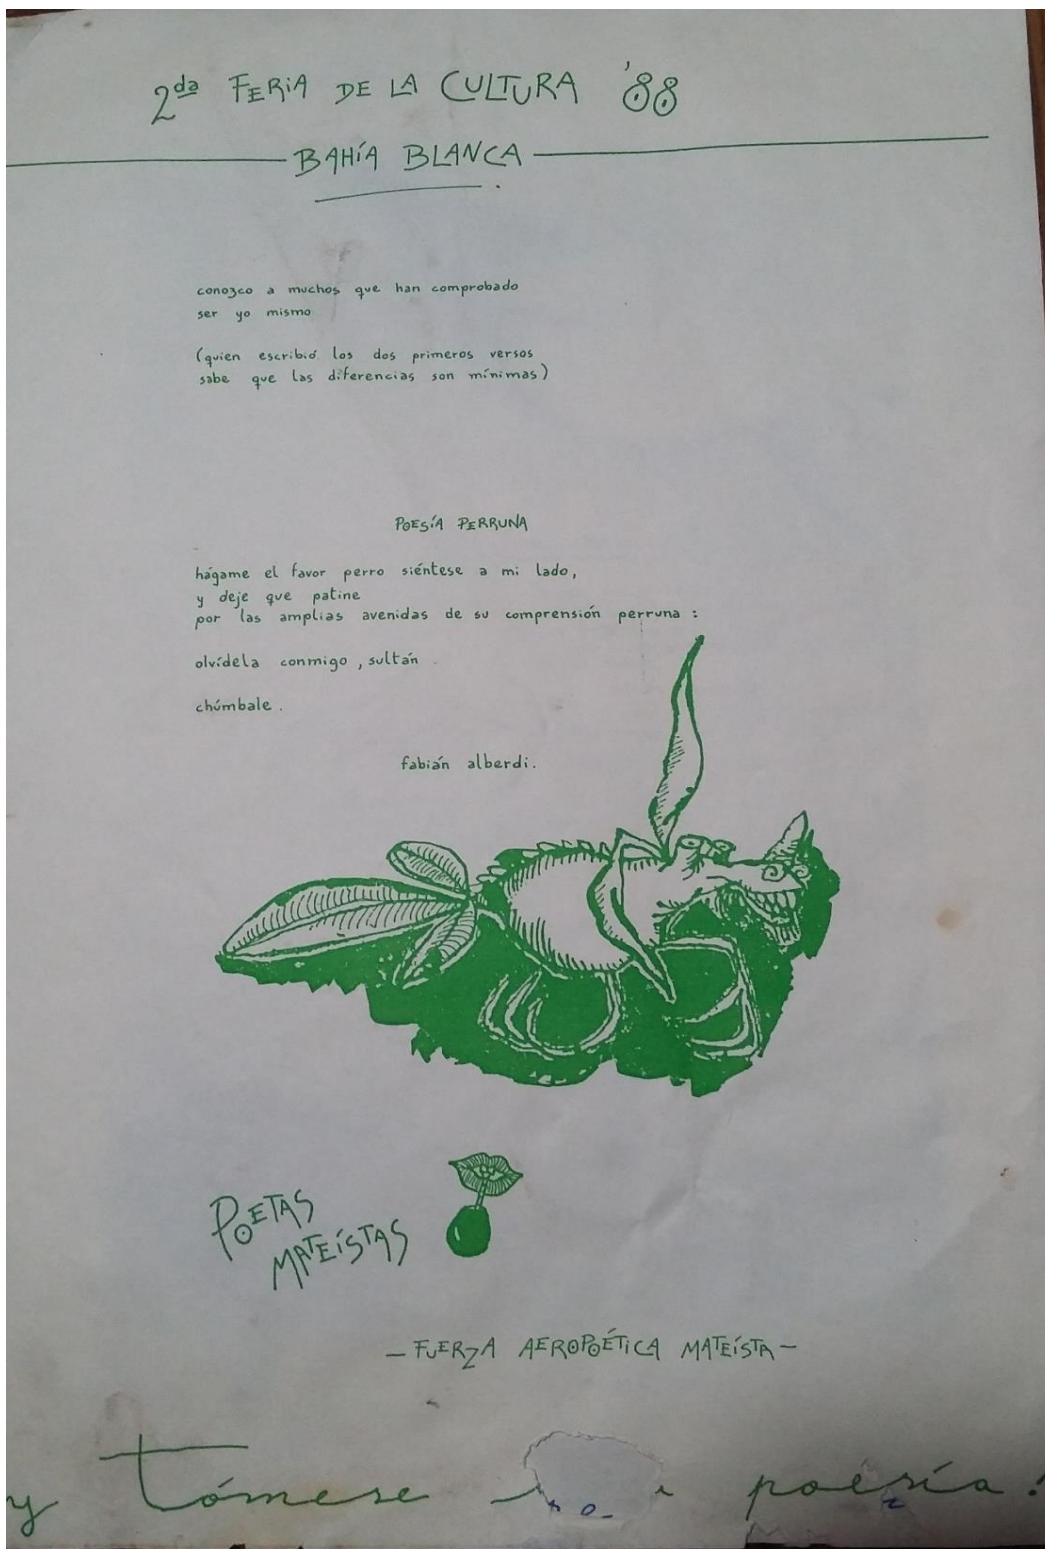 2da FERIA DE LA CULTURA '88
BAHÍA BLANCA
conozco a muchos que han comprobado
ser yo mismo
(quien escribió los dos primeros versos
sabe que las diferencias son mínimas)
POESÍA PERRUNA
hágame el favor perro siéntese a mi lado,
y deje que patine
por las amplias avenidas de su comprensión perruna :
olvídela conmigo, sultán
chúmbale.
fabián alberdi.
POETAS
MATEÍSTAS
— FUERZA AEROPOÉTICA MATEÍSTA —
y tómese poesía!